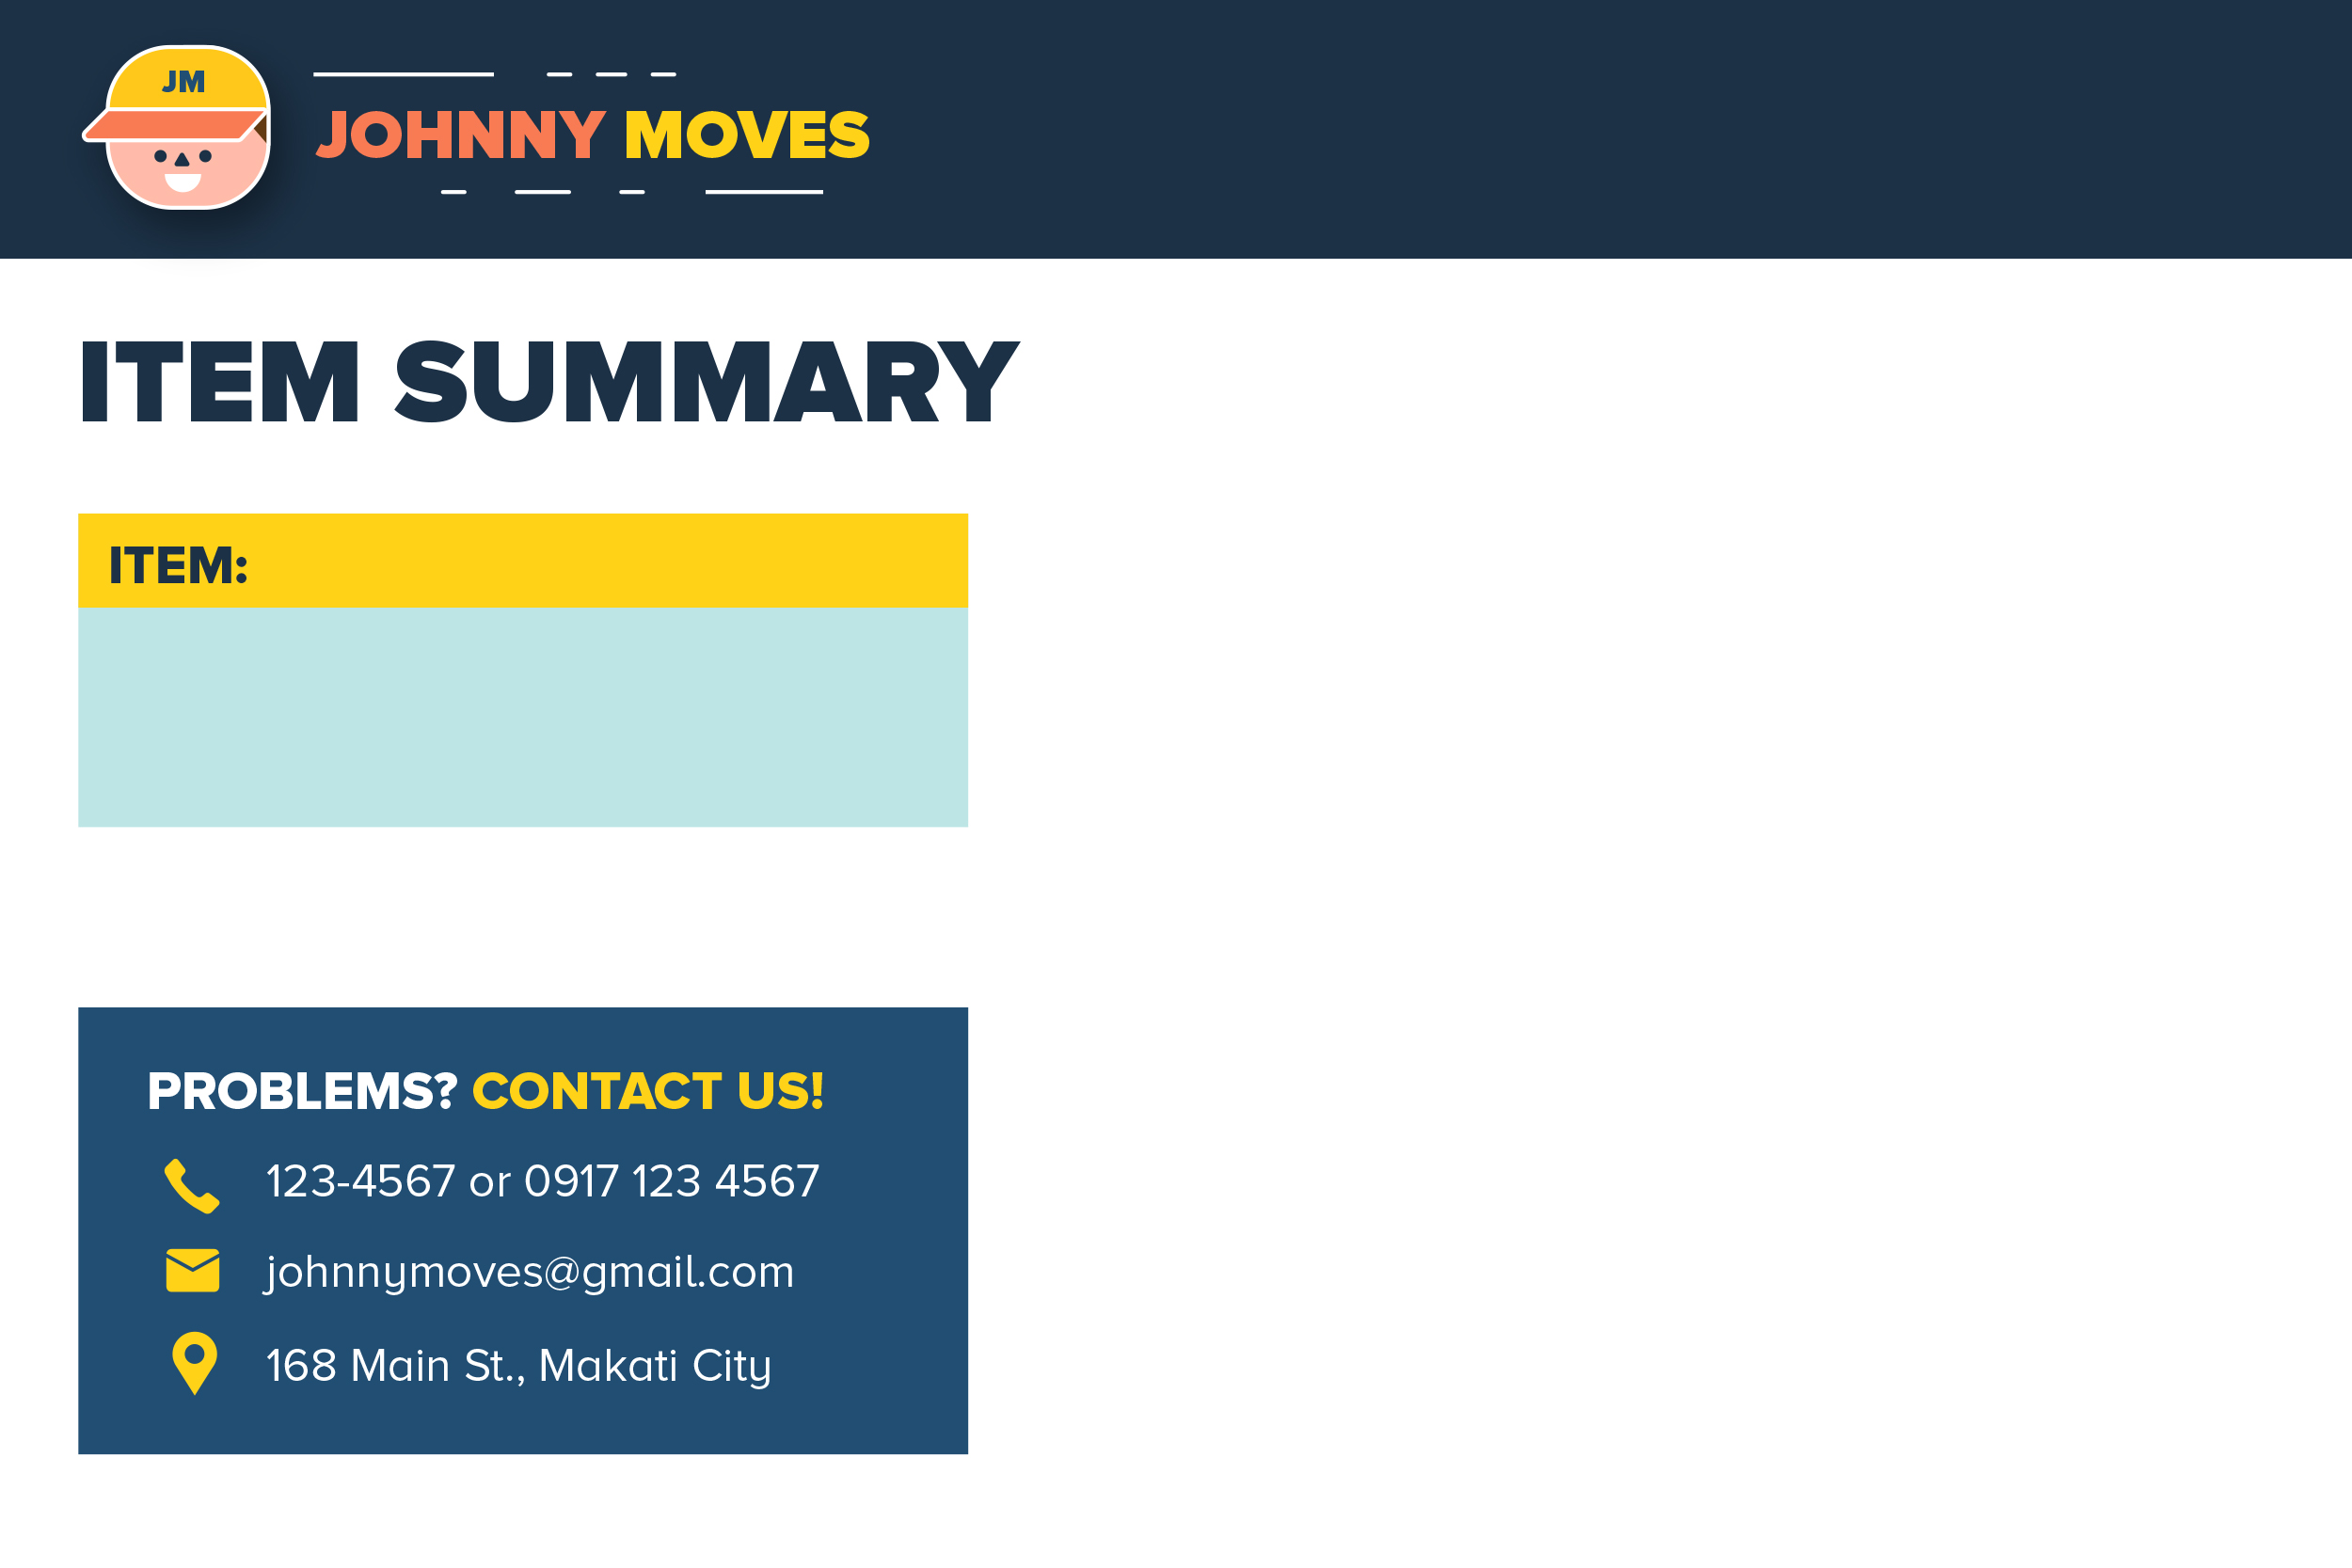 JM
JOHNNY MOVES
ITEM SUMMARY
ITEM:
PROBLEMS? CONTACT US!
123-4567 or 0917 123 4567
johnnymoves@gmail.com
168 Main St., Makati City